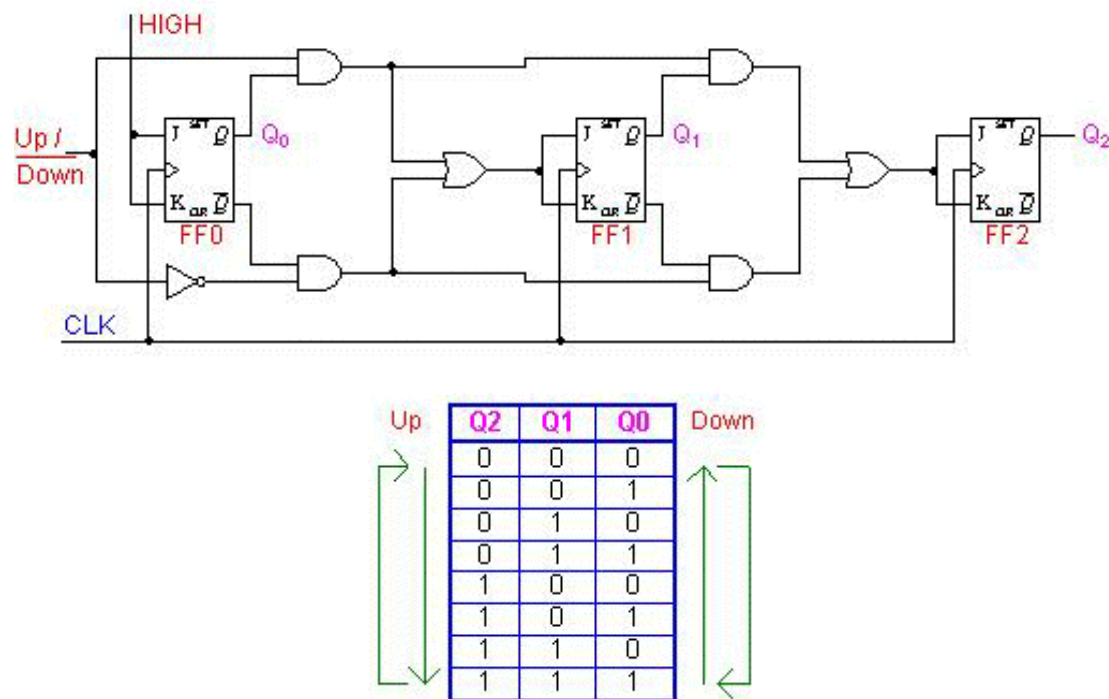 HIGH
Up /
Down
J SET Q
K CLR Q
Q0
FF0
J SET Q
K CLR Q
Q1
FF1
J SET Q
K CLR Q
Q2
FF2
CLK
Up
Q2 Q1 Q0
Down
0 0 0
0 0 1
0 1 0
0 1 1
1 0 0
1 0 1
1 1 0
1 1 1